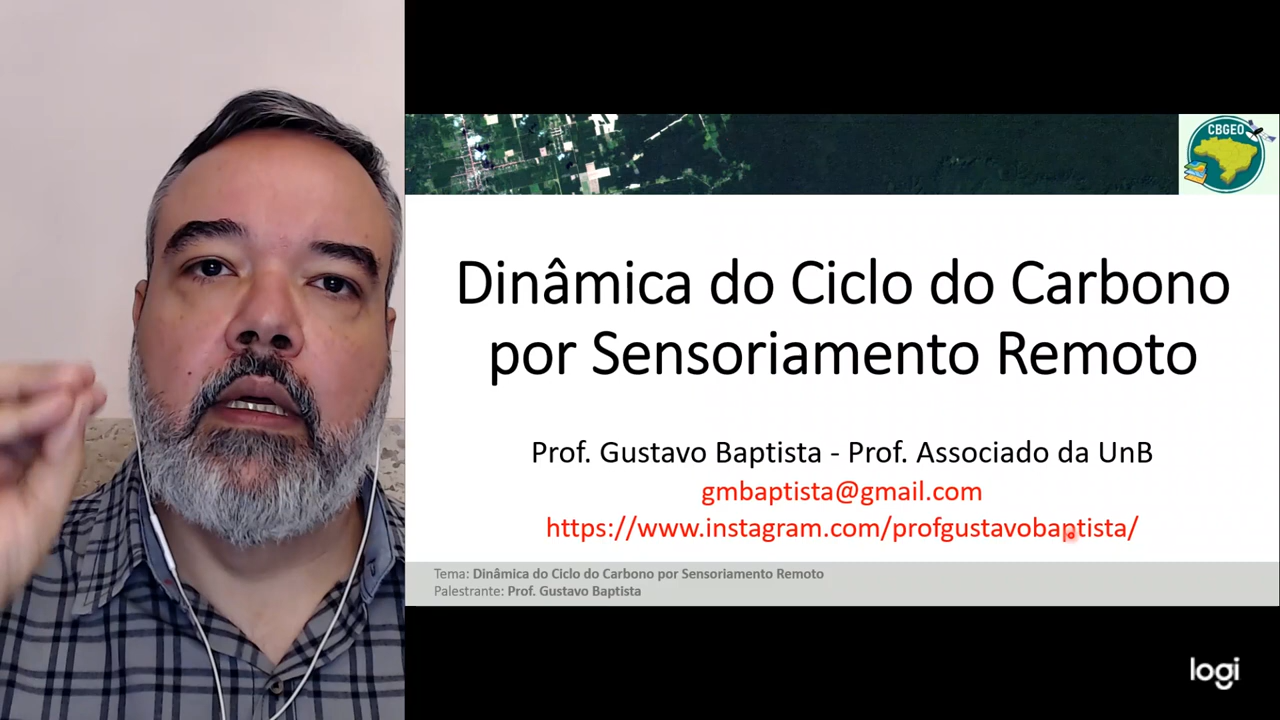 CBGEO
Dinâmica do Ciclo do Carbono
por Sensoriamento Remoto
Prof. Gustavo Baptista - Prof. Associado da UnB
gmbaptista@gmail.com
https://www.instagram.com/profgustavobaptista/
Tema: Dinâmica do Ciclo do Carbono por Sensoriamento Remoto
Palestrante: Prof. Gustavo Baptista
logi